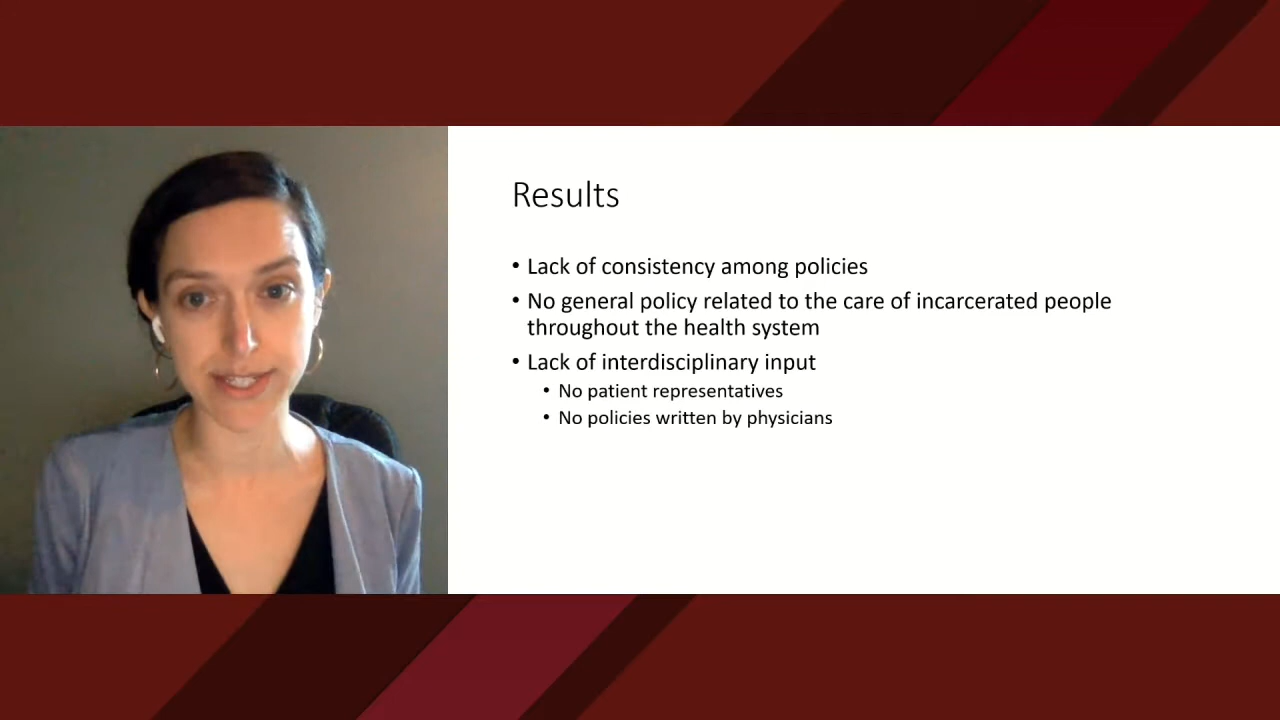 Results
• Lack of consistency among policies
• No general policy related to the care of incarcerated people
throughout the health system
• Lack of interdisciplinary input
• No patient representatives
• No policies written by physicians